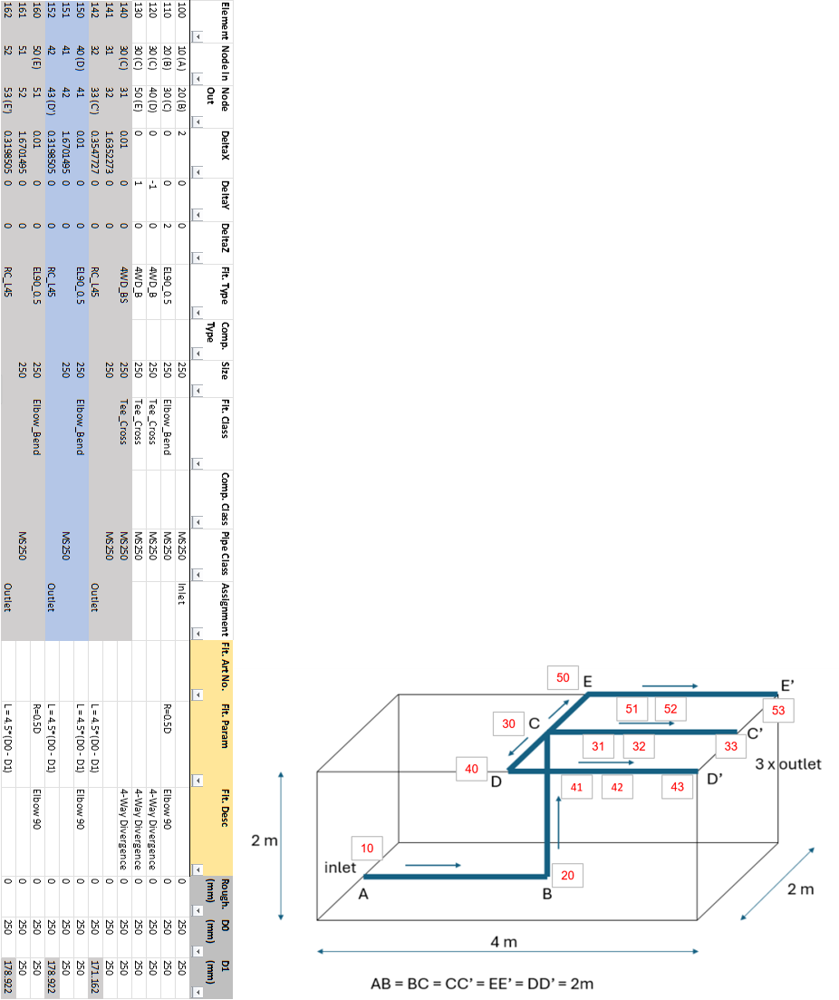 Element Node In Node Out DeltaX DeltaY DeltaZ Fit. Type Comp. Type Size Fit. Class Comp. Class Pipe Class Assignment Fit. Art No. Fit. Param Fit. Desc Rough. (mm) D0 (mm) D1 (mm)
100 10 (A) 20 (B) 2 0 0 250 MS250 Inlet 0 250 250
110 20 (B) 30 (C) 0 0 2 EL90_0.5 250 Elbow_Bend MS250 R=0.5D Elbow 90 0 250 250
120 30 (C) 40 (D) 0 -1 0 4WD_B 250 Tee_Cross MS250 4-Way Divergence 0 250 250
130 30 (C) 50 (E) 0 1 0 4WD_B 250 Tee_Cross MS250 4-Way Divergence 0 250 250
140 30 (C) 31 0.01 0 0 4WD_BS 250 Tee_Cross MS250 4-Way Divergence 0 250 250
141 31 32 1.6352273 0 0 250 MS250 0 250 250
142 32 33 (C') 0.3547727 0 0 RC_L45 Outlet L = 4.5*(D0 - D1) 0 250 171.162
150 40 (D) 41 0.01 0 0 EL90_0.5 250 Elbow_Bend L = 4.5*(D0 - D1) Elbow 90 0 250 250
151 41 42 1.6701495 0 0 250 MS250 0 250 250
152 42 43 (D') 0.3198505 0 0 RC_L45 Outlet L = 4.5*(D0 - D1) 0 250 178.922
160 50 (E) 51 0.01 0 0 EL90_0.5 250 Elbow_Bend R=0.5D Elbow 90 0 250 250
161 51 52 1.6701495 0 0 250 MS250 0 250 250
162 52 53 (E') 0.3198505 0 0 RC_L45 Outlet L = 4.5*(D0 - D1) 0 250 178.922
50 E E'
51 52 53
30 C C'
31 32 33
3 x outlet
40 D D'
41 42 43
2 m
10
inlet
20
A B
2 m
4 m
AB = BC = CC' = EE' = DD' = 2m